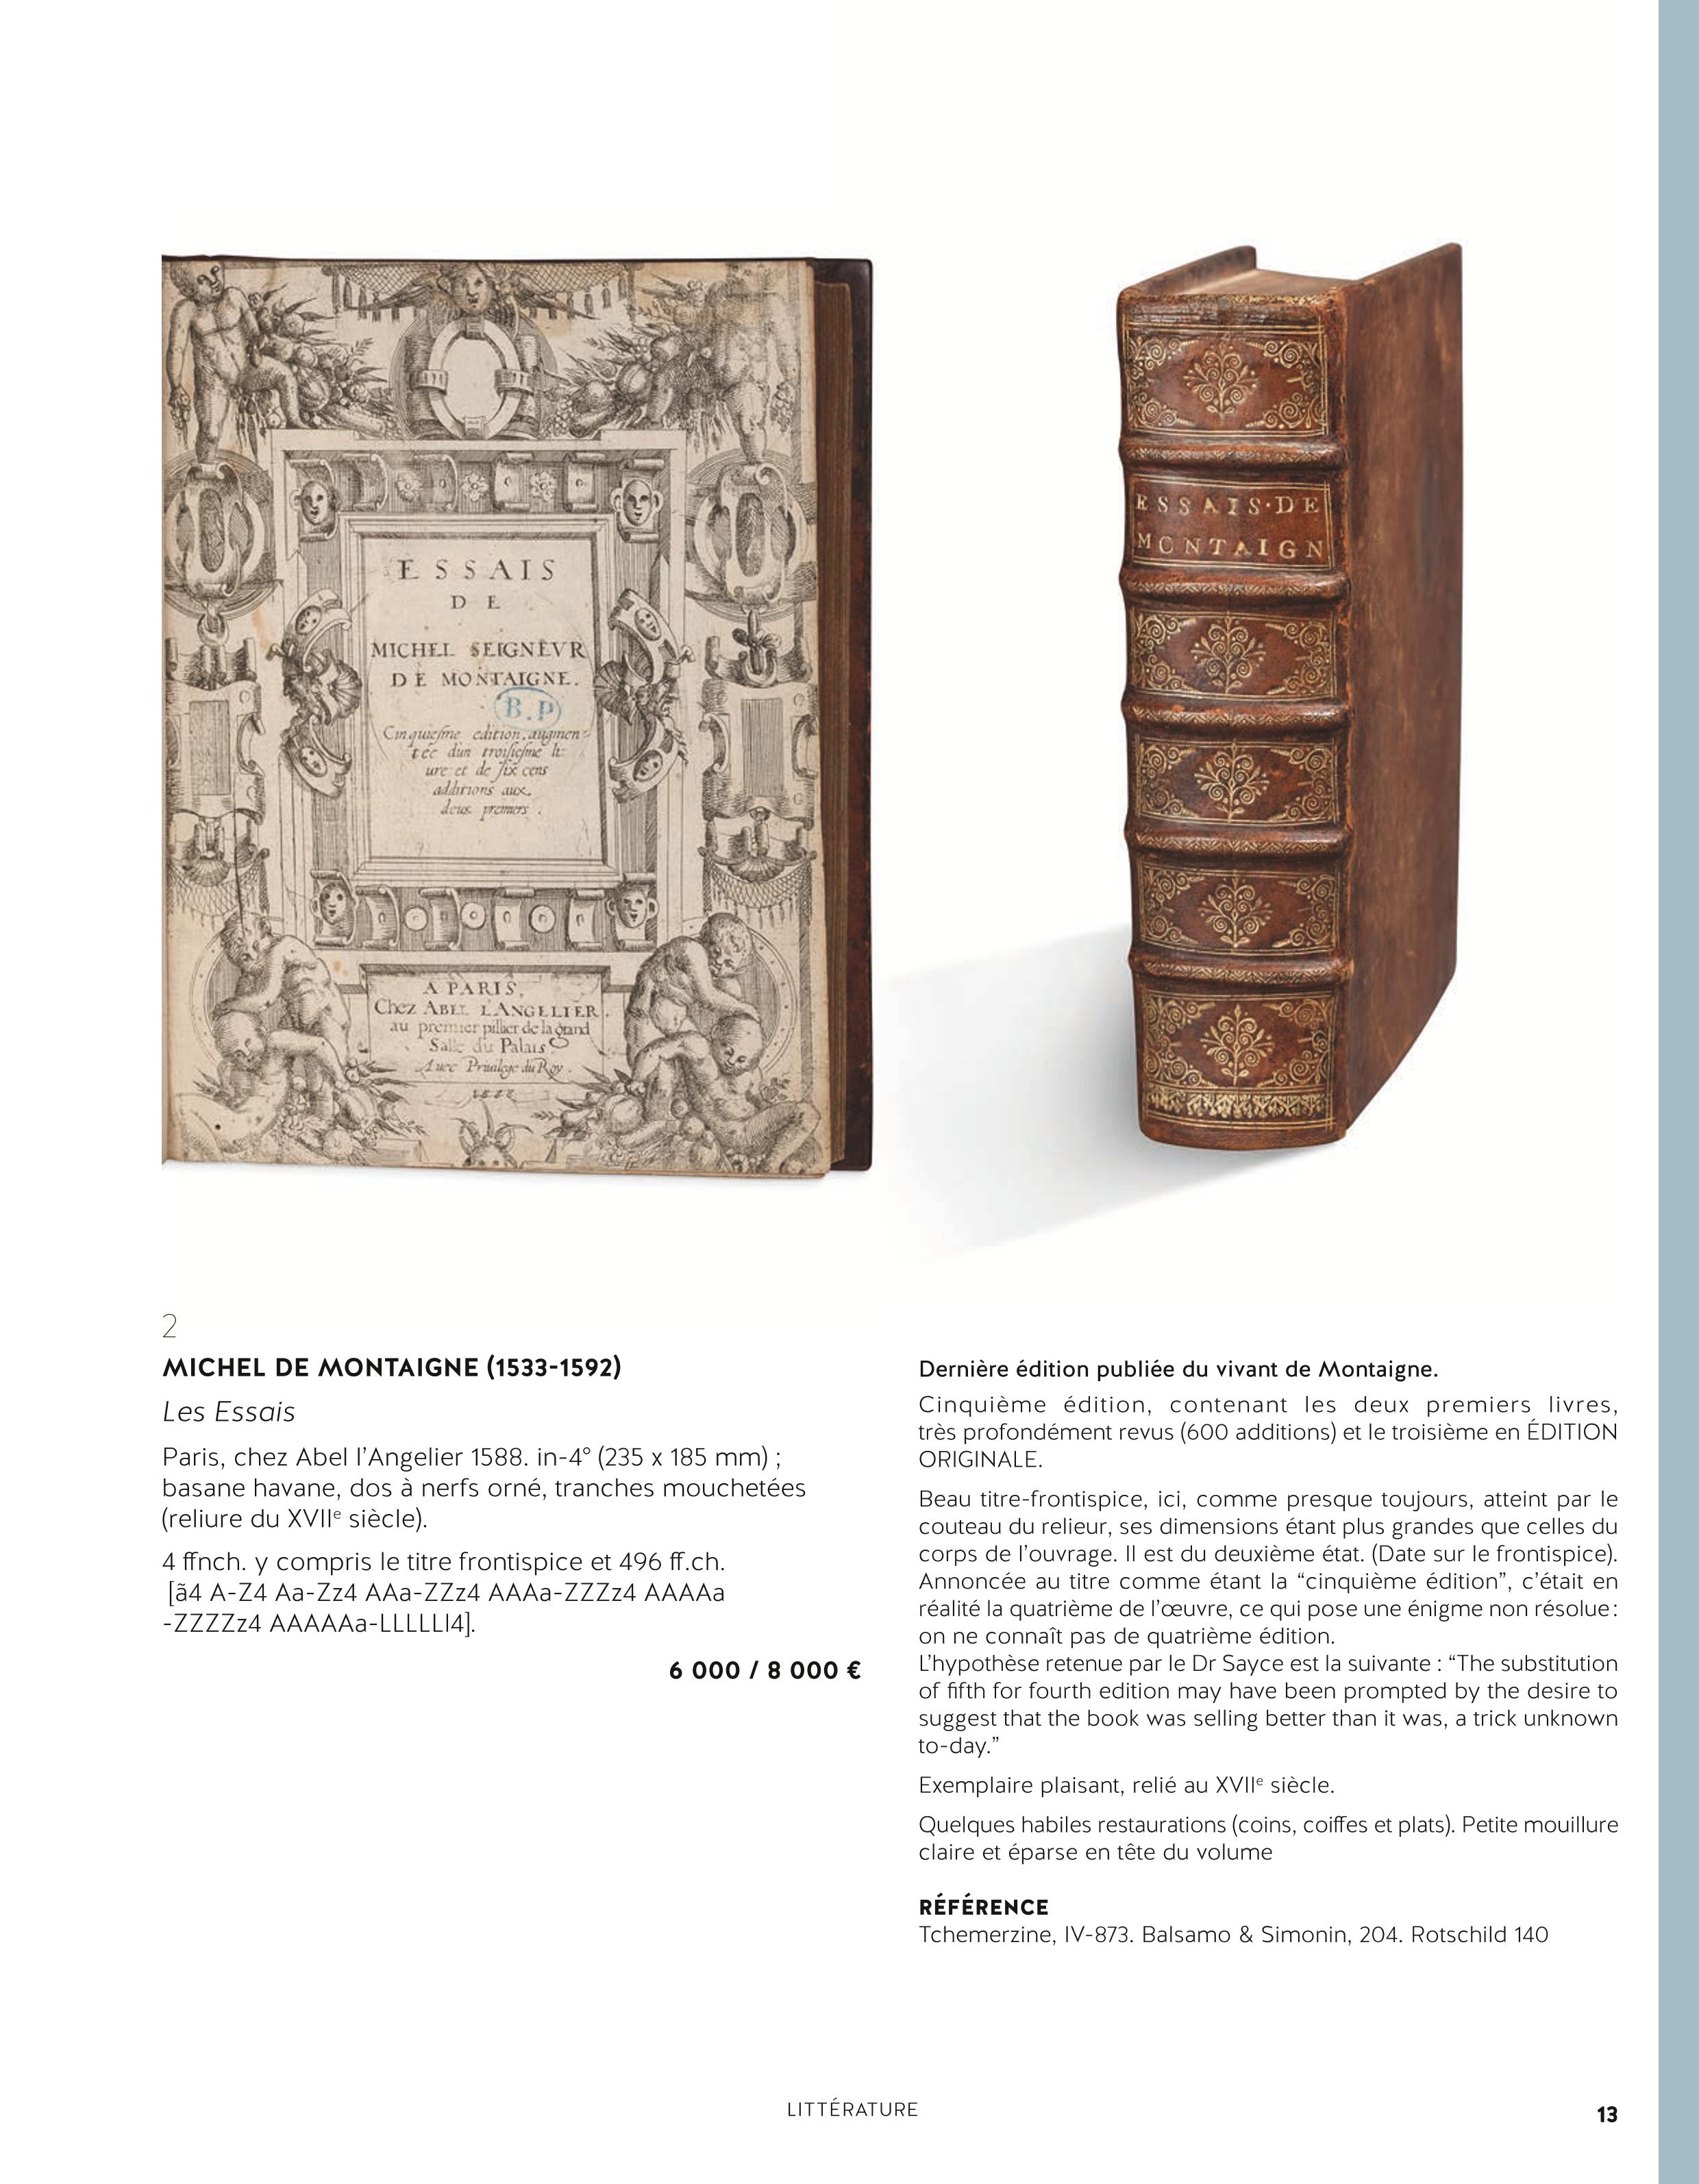 ESSAIS
DE
MICHEL SEIGNEVR
DE MONTAIGNE.
B.P
Cinquiesme edition, augmen-
tée d'un troisiesme li-
ure: et de six cens
additions aux
deux premiers.
A PARIS,
Chez ABEL L'ANGELIER.
au premier pillier de la grand
Salle du Palais.
Auec Priuilege du Roy.
1588
ESSAIS·DE
MONTAIGN
2
MICHEL DE MONTAIGNE (1533-1592)
Les Essais
Paris, chez Abel l'Angelier 1588. in-4° (235 x 185 mm) ;
basane havane, dos à nerfs orné, tranches mouchetées
(reliure du XVIIe siècle).
4 ffnch. y compris le titre frontispice et 496 ff.ch.
[ã4 A-Z4 Aa-Zz4 AAa-ZZz4 AAAa-ZZZz4 AAAAa
-ZZZZz4 AAAAAa-LLLLLl4].
6 000 / 8 000 €
Dernière édition publiée du vivant de Montaigne.
Cinquième édition, contenant les deux premiers livres,
très profondément revus (600 additions) et le troisième en ÉDITION
ORIGINALE.
Beau titre-frontispice, ici, comme presque toujours, atteint par le
couteau du relieur, ses dimensions étant plus grandes que celles du
corps de l'ouvrage. Il est du deuxième état. (Date sur le frontispice).
Annoncée au titre comme étant la “cinquième édition”, c'était en
réalité la quatrième de l'œuvre, ce qui pose une énigme non résolue :
on ne connaît pas de quatrième édition.
L'hypothèse retenue par le Dr Sayce est la suivante : “The substitution
of fifth for fourth edition may have been prompted by the desire to
suggest that the book was selling better than it was, a trick unknown
to-day.”
Exemplaire plaisant, relié au XVIIe siècle.
Quelques habiles restaurations (coins, coiffes et plats). Petite mouillure
claire et éparse en tête du volume
RÉFÉRENCE
Tchemerzine, IV-873. Balsamo & Simonin, 204. Rotschild 140
LITTÉRATURE
13